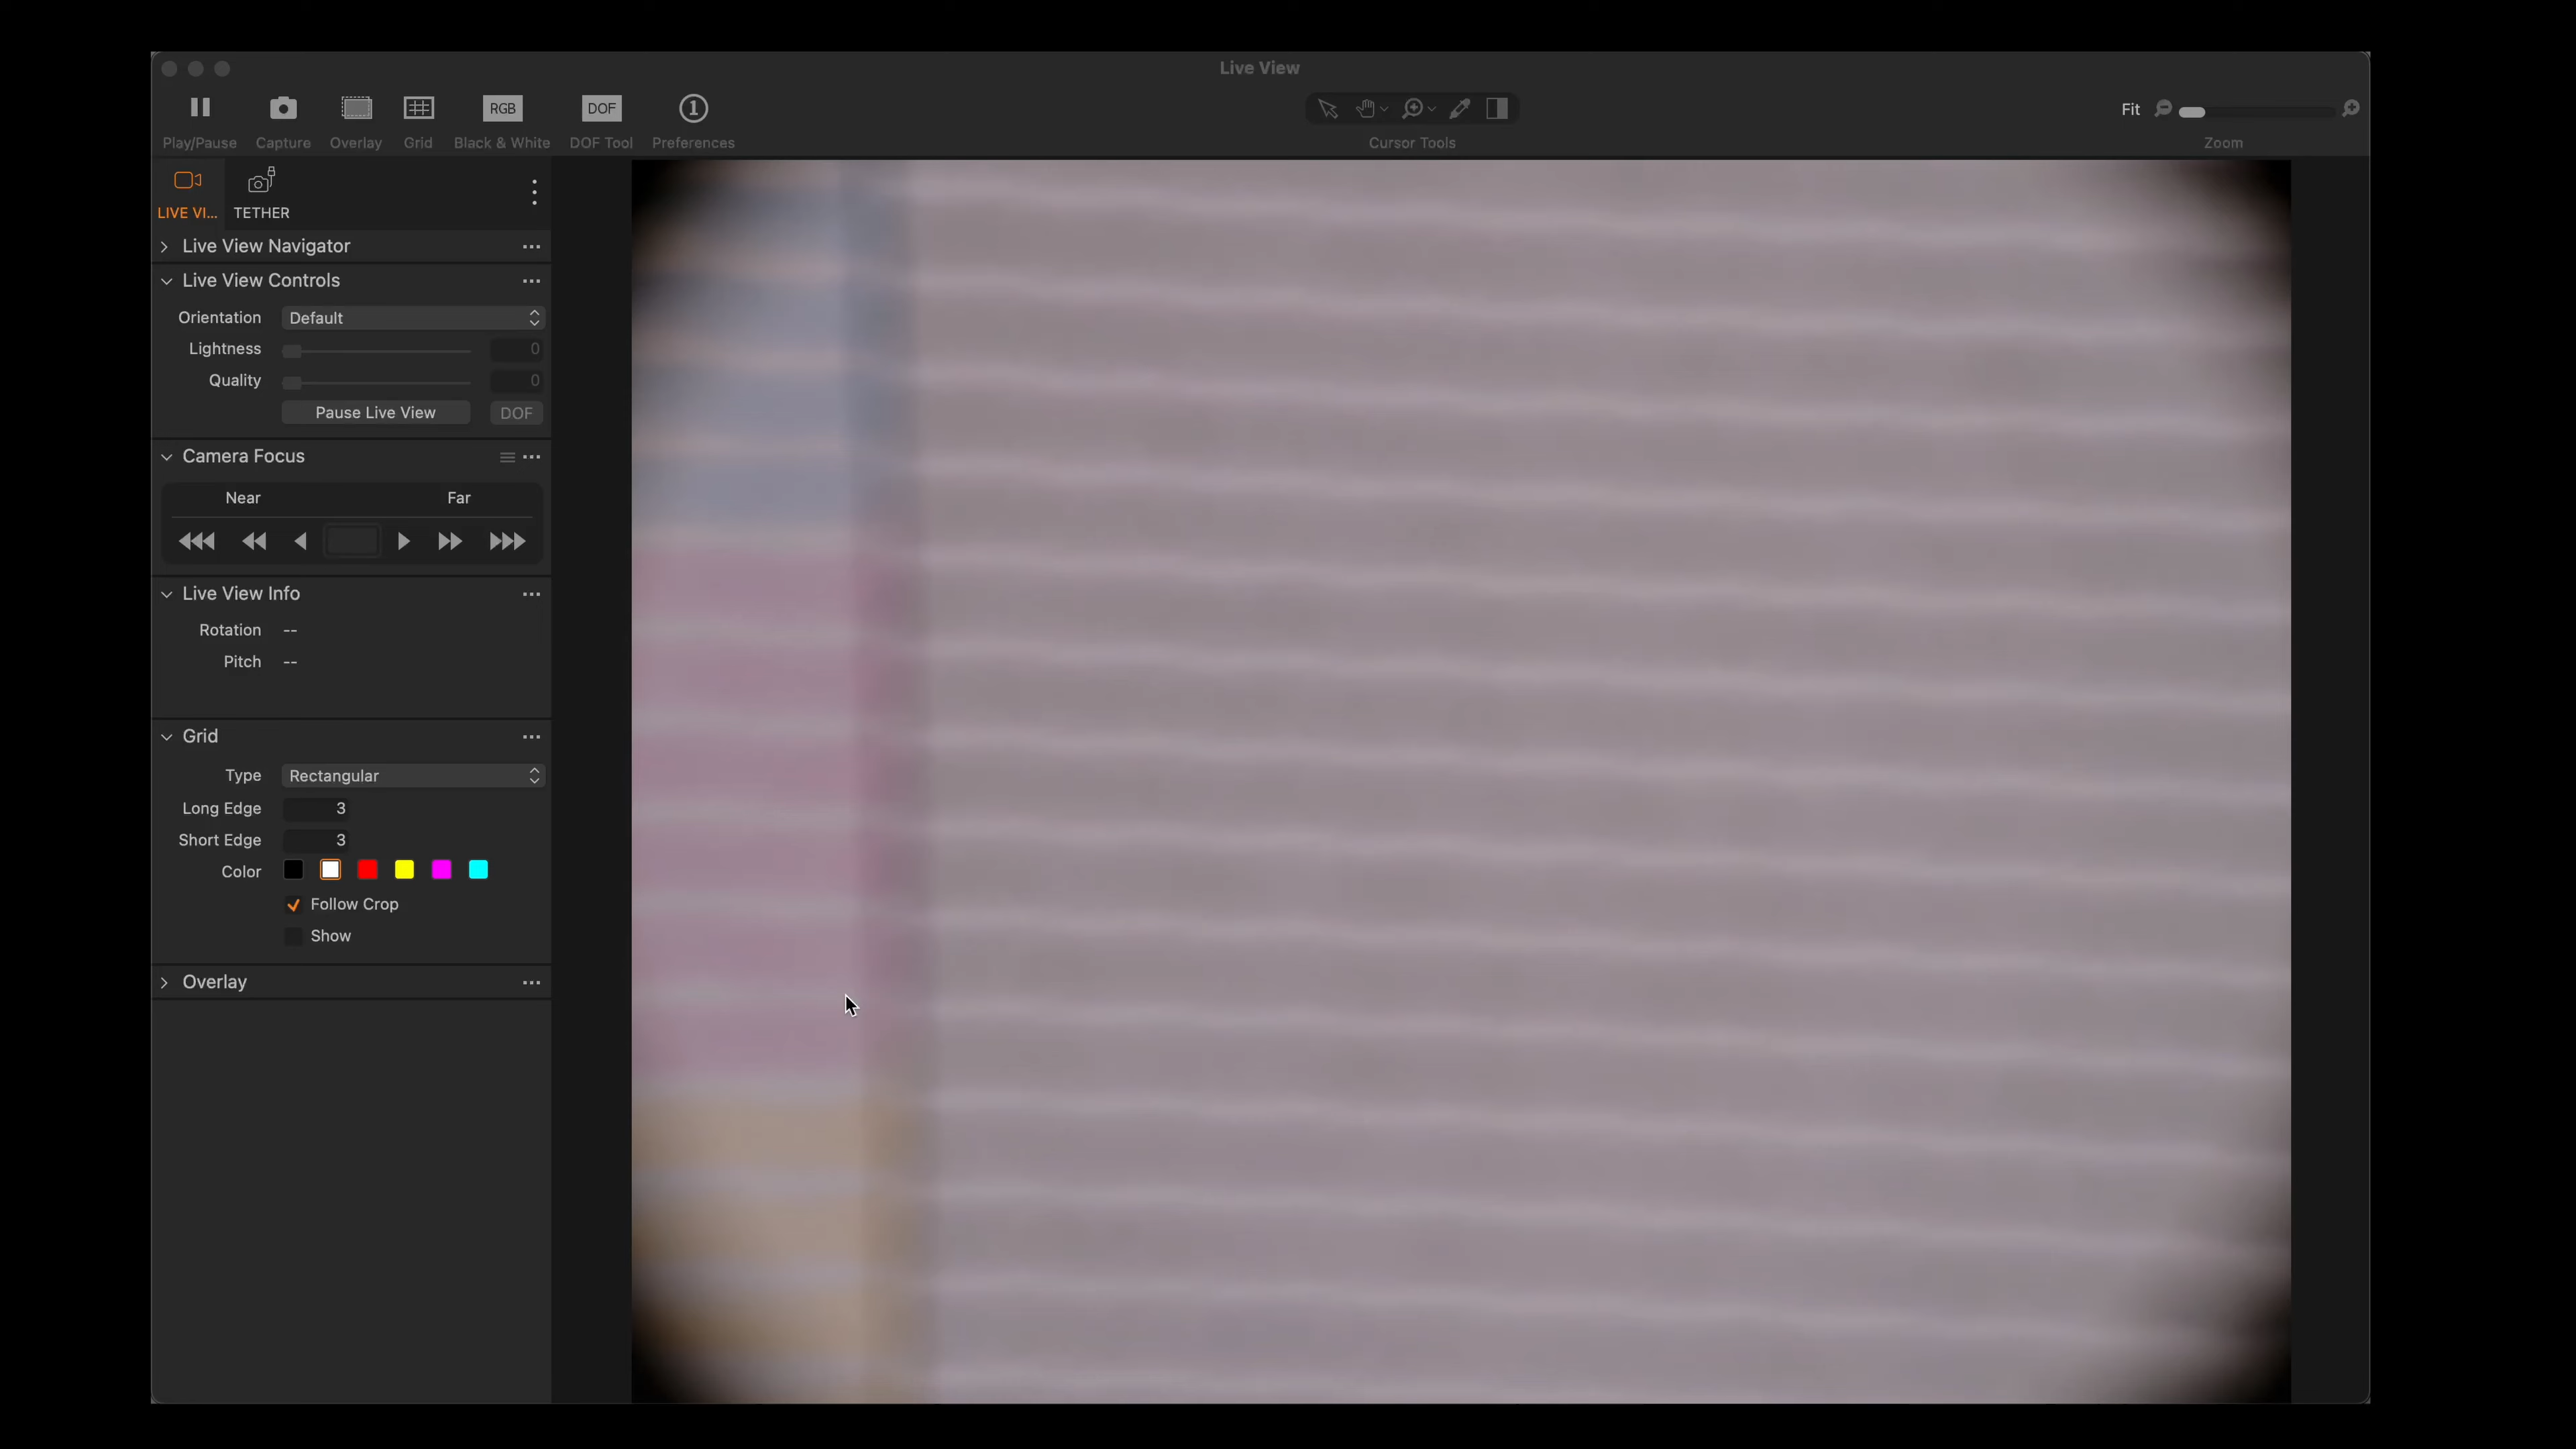 Live View
Play/Pause
Capture
Overlay
Grid
RGB
Black & White
DOF
DOF Tool
1
Preferences
Cursor Tools
Fit
Zoom
LIVE VI...
TETHER
Live View Navigator
Live View Controls
Orientation Default
Lightness 0
Quality 0
Pause Live View DOF
Camera Focus
Near Far
Live View Info
Rotation --
Pitch --
Grid
Type Rectangular
Long Edge 3
Short Edge 3
Color
Follow Crop
Show
Overlay